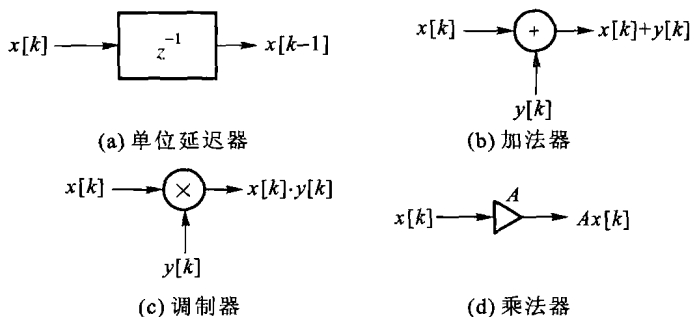 x[k] z⁻¹ x[k−1]
(a) 单位延迟器
x[k] + x[k]+y[k]
y[k]
(b) 加法器
x[k] × x[k]·y[k]
y[k]
(c) 调制器
A
x[k] Ax[k]
(d) 乘法器